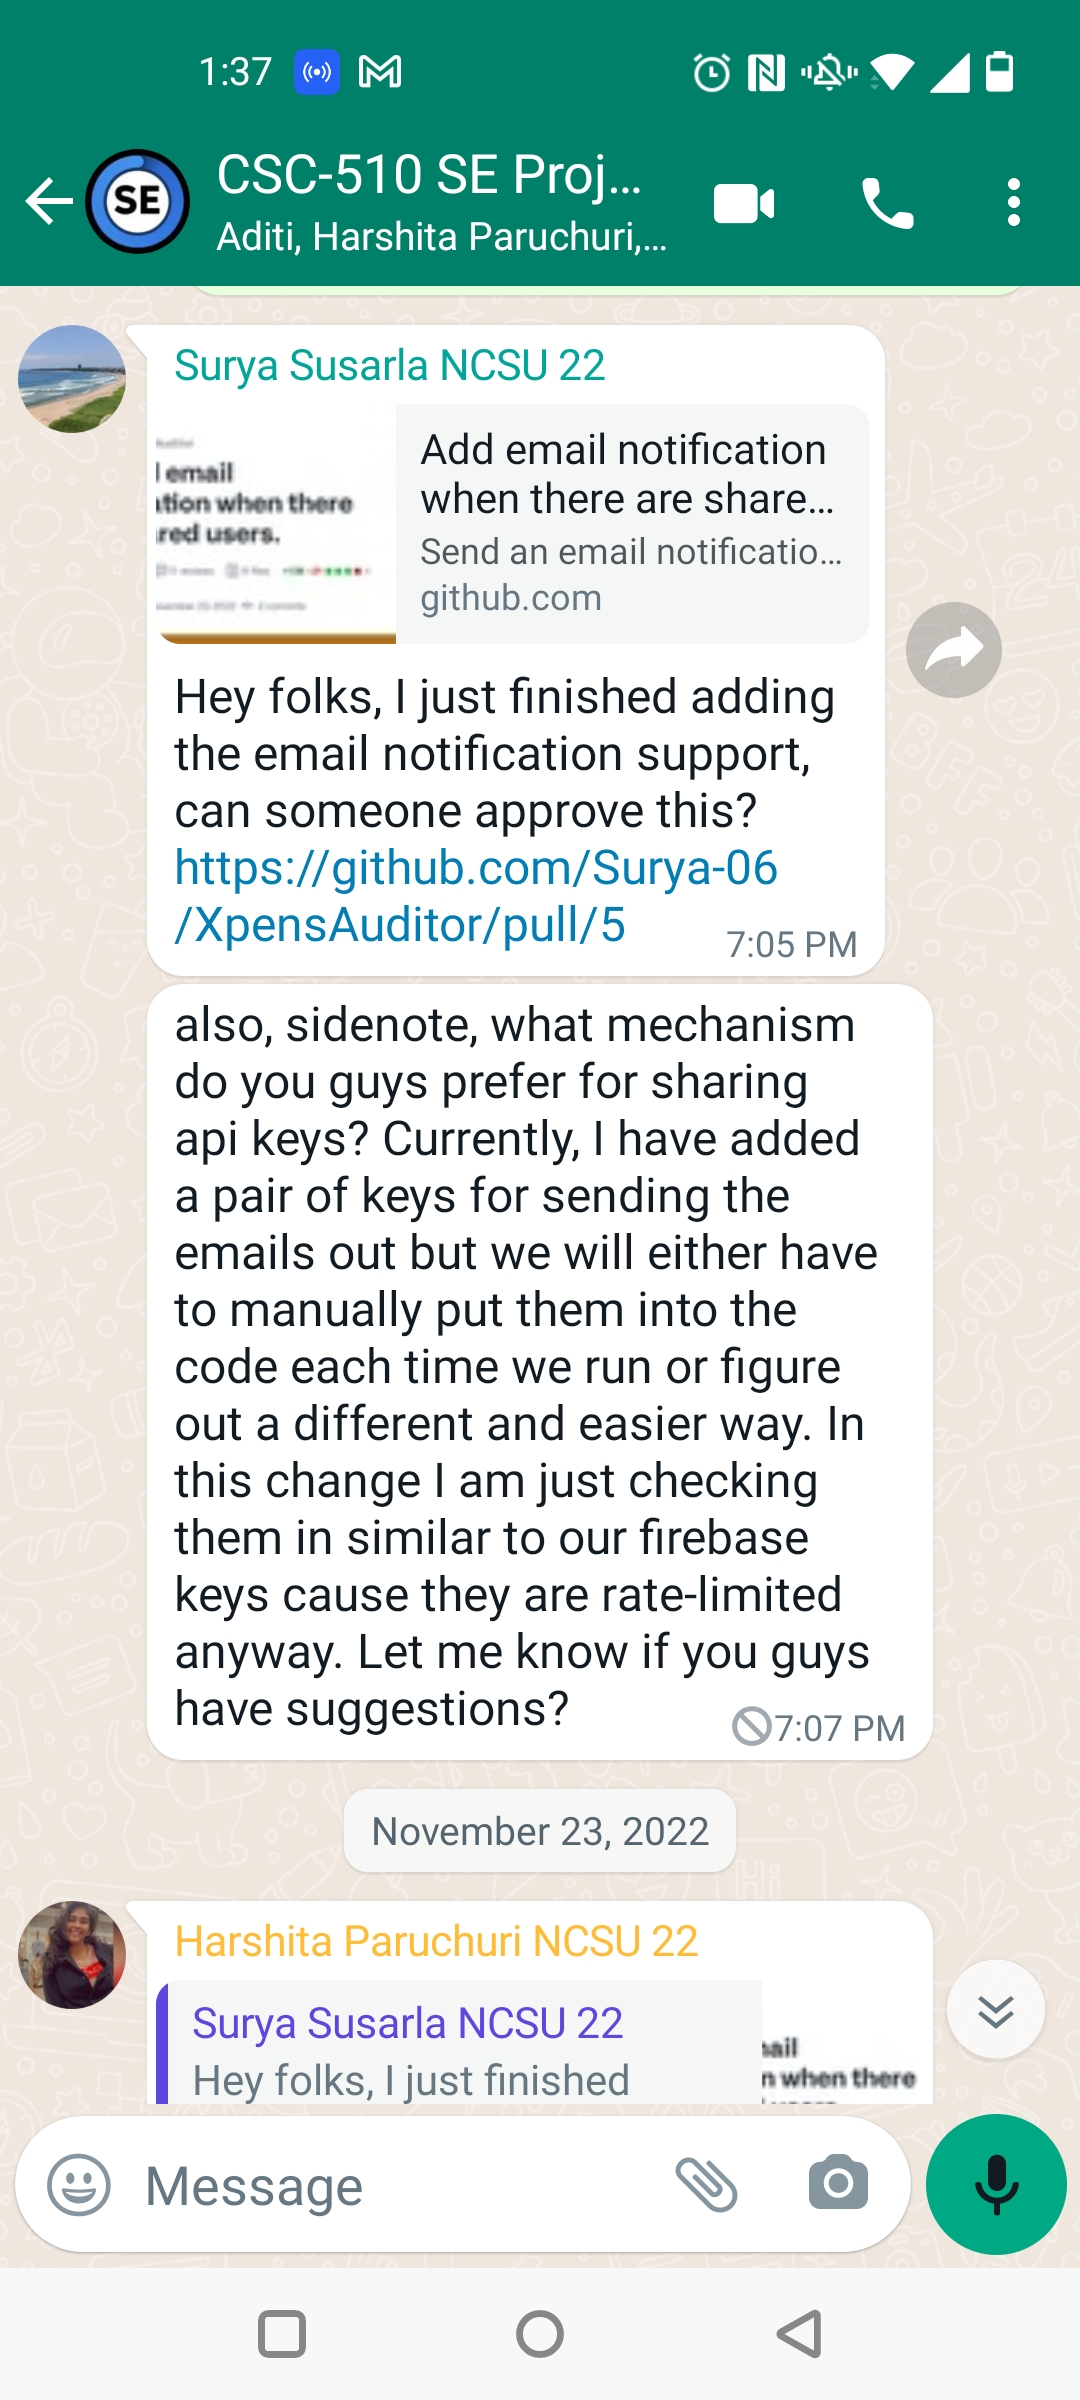 1:37
CSC-510 SE Proj...
SE
Aditi, Harshita Paruchuri,...
Surya Susarla NCSU 22
l email
tion when there
red users.
Add email notification
when there are share...
Send an email notificatio...
github.com
Hey folks, I just finished adding
the email notification support,
can someone approve this?
https://github.com/Surya-06
/XpensAuditor/pull/5
7:05 PM
also, sidenote, what mechanism
do you guys prefer for sharing
api keys? Currently, I have added
a pair of keys for sending the
emails out but we will either have
to manually put them into the
code each time we run or figure
out a different and easier way. In
this change I am just checking
them in similar to our firebase
keys cause they are rate-limited
anyway. Let me know if you guys
have suggestions?
7:07 PM
November 23, 2022
Harshita Paruchuri NCSU 22
Surya Susarla NCSU 22
Hey folks, I just finished
ail
n when there
Message